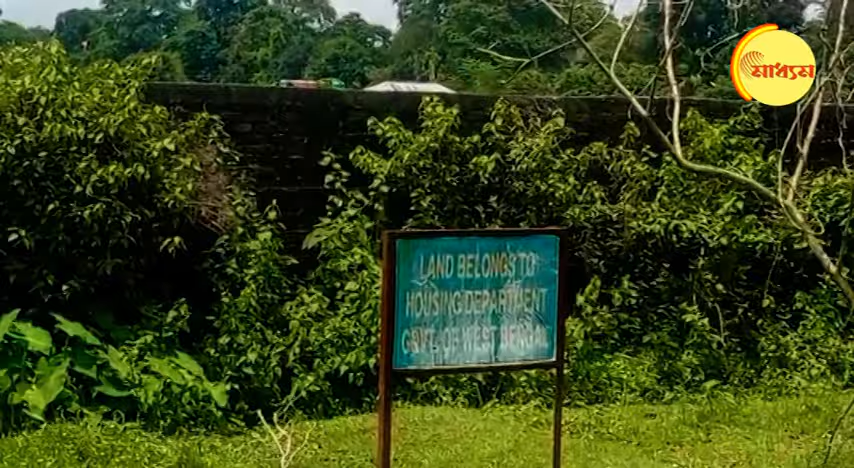 মাধ্যম
LAND BELONGS TO
HOUSING DEPARTMENT
GOVT. OF WEST BENGAL